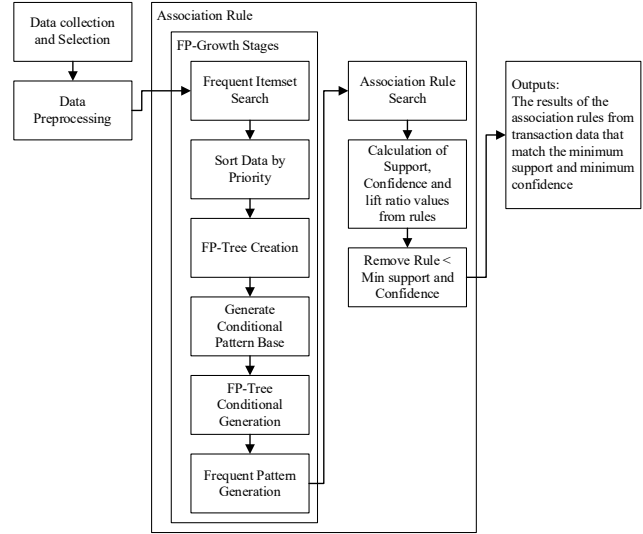 Data collection
and Selection
Data
Preprocessing
Association Rule
FP-Growth Stages
Frequent Itemset
Search
Sort Data by
Priority
FP-Tree Creation
Generate
Conditional
Pattern Base
FP-Tree
Conditional
Generation
Frequent Pattern
Generation
Association Rule
Search
Calculation of
Support,
Confidence and
lift ratio values
from rules
Remove Rule <
Min support and
Confidence
Outputs:
The results of the
association rules from
transaction data that
match the minimum
support and minimum
confidence